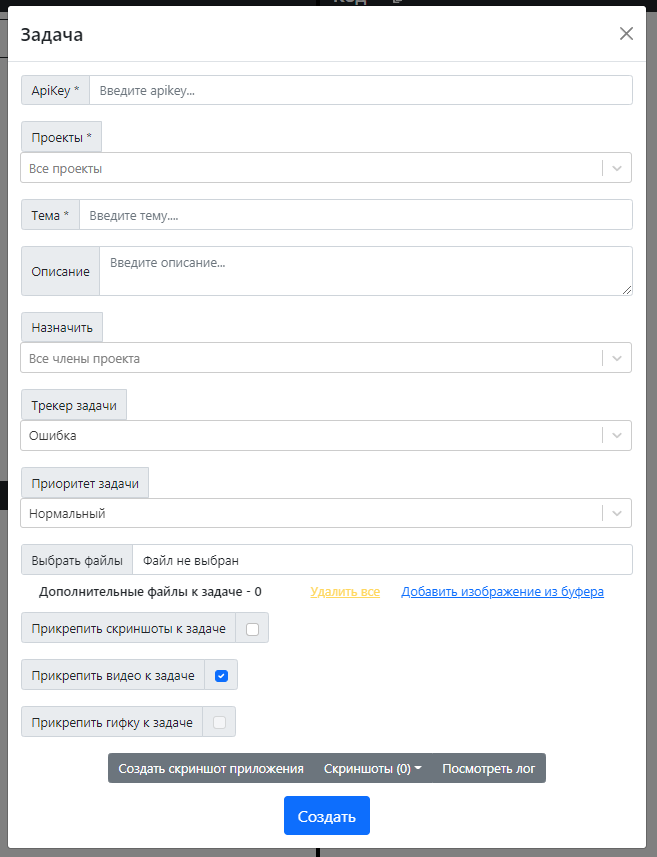 Задача
ApiKey * Введите apikey...
Проекты *
Все проекты
Тема * Введите тему....
Описание Введите описание...
Назначить
Все члены проекта
Трекер задачи
Ошибка
Приоритет задачи
Нормальный
Выбрать файлы Файл не выбран
Дополнительные файлы к задаче - 0 Удалить все Добавить изображение из буфера
Прикрепить скриншоты к задаче
Прикрепить видео к задаче
Прикрепить гифку к задаче
Создать скриншот приложения Скриншоты (0) Посмотреть лог
Создать